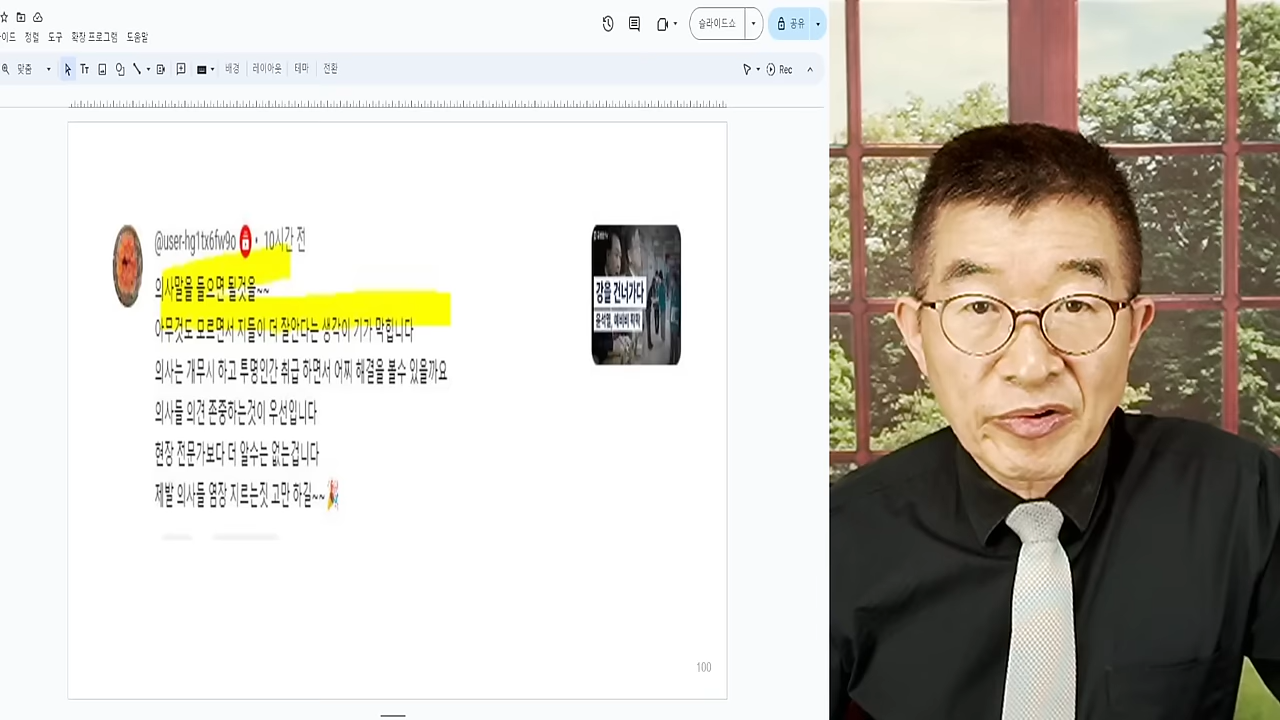 이드 정렬 도구 확장 프로그램 도움말
슬라이드쇼
공유
맞춤
배경 레이아웃 테마 전환
Rec
@user-hg1tx6fw9o · 10시간 전
의사말을 들으면 될것을~~
아무것도 모르면서 지들이 더 잘안다는 생각이 기가 막힙니다
의사는 개무시 하고 투명인간 취급 하면서 어찌 해결을 볼수 있을까요
의사들 의견 존중하는것이 우선입니다
현장 전문가보다 더 알수는 없는겁니다
제발 의사들 염장 지르는짓 고만 하길~~🎉
강을 건너가다
윤석열,
100